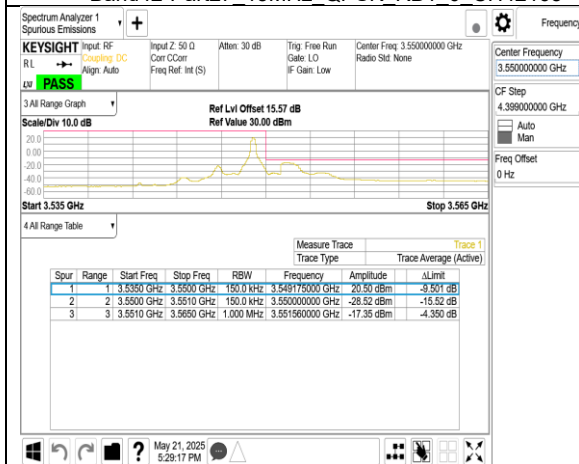 Spectrum Analyzer 1
Spurious Emissions
Frequency
KEYSIGHT Input: RF Input Z: 50 Ω Atten: 30 dB Trig: Free Run Center Freq: 3.550000000 GHz
RL Coupling: DC Corr CCorr Gate: LO Radio Std: None
Align: Auto Freq Ref: Int (S) IF Gain: Low
LXI PASS
Center Frequency
3.550000000 GHz
CF Step
4.399000000 GHz
Auto
Man
Freq Offset
0 Hz
3 All Range Graph
Ref Lvl Offset 15.57 dB
Scale/Div 10.0 dB Ref Value 30.00 dBm
20.0
0.00
-20.0
-40.0
-60.0
Start 3.535 GHz Stop 3.565 GHz
4 All Range Table
Measure Trace Trace 1
Trace Type Trace Average (Active)
Spur Range Start Freq Stop Freq RBW Frequency Amplitude ΔLimit
1 1 3.5350 GHz 3.5500 GHz 150.0 kHz 3.549175000 GHz 20.50 dBm -9.501 dB
2 2 3.5500 GHz 3.5510 GHz 150.0 kHz 3.550000000 GHz -28.52 dBm -15.52 dB
3 3 3.5510 GHz 3.5650 GHz 1.000 MHz 3.551560000 GHz -17.35 dBm -4.350 dB
May 21, 2025
5:29:17 PM